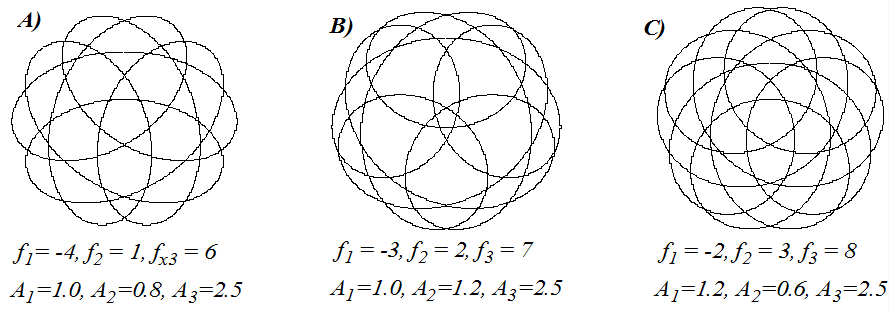 A)
B)
C)
f₁= -4, f₂ = 1, fₓ₃ = 6
f₁ = -3, f₂ = 2, f₃ = 7
f₁ = -2, f₂ = 3, f₃ = 8
A₁=1.0, A₂=0.8, A₃=2.5
A₁=1.0, A₂=1.2, A₃=2.5
A₁=1.2, A₂=0.6, A₃=2.5